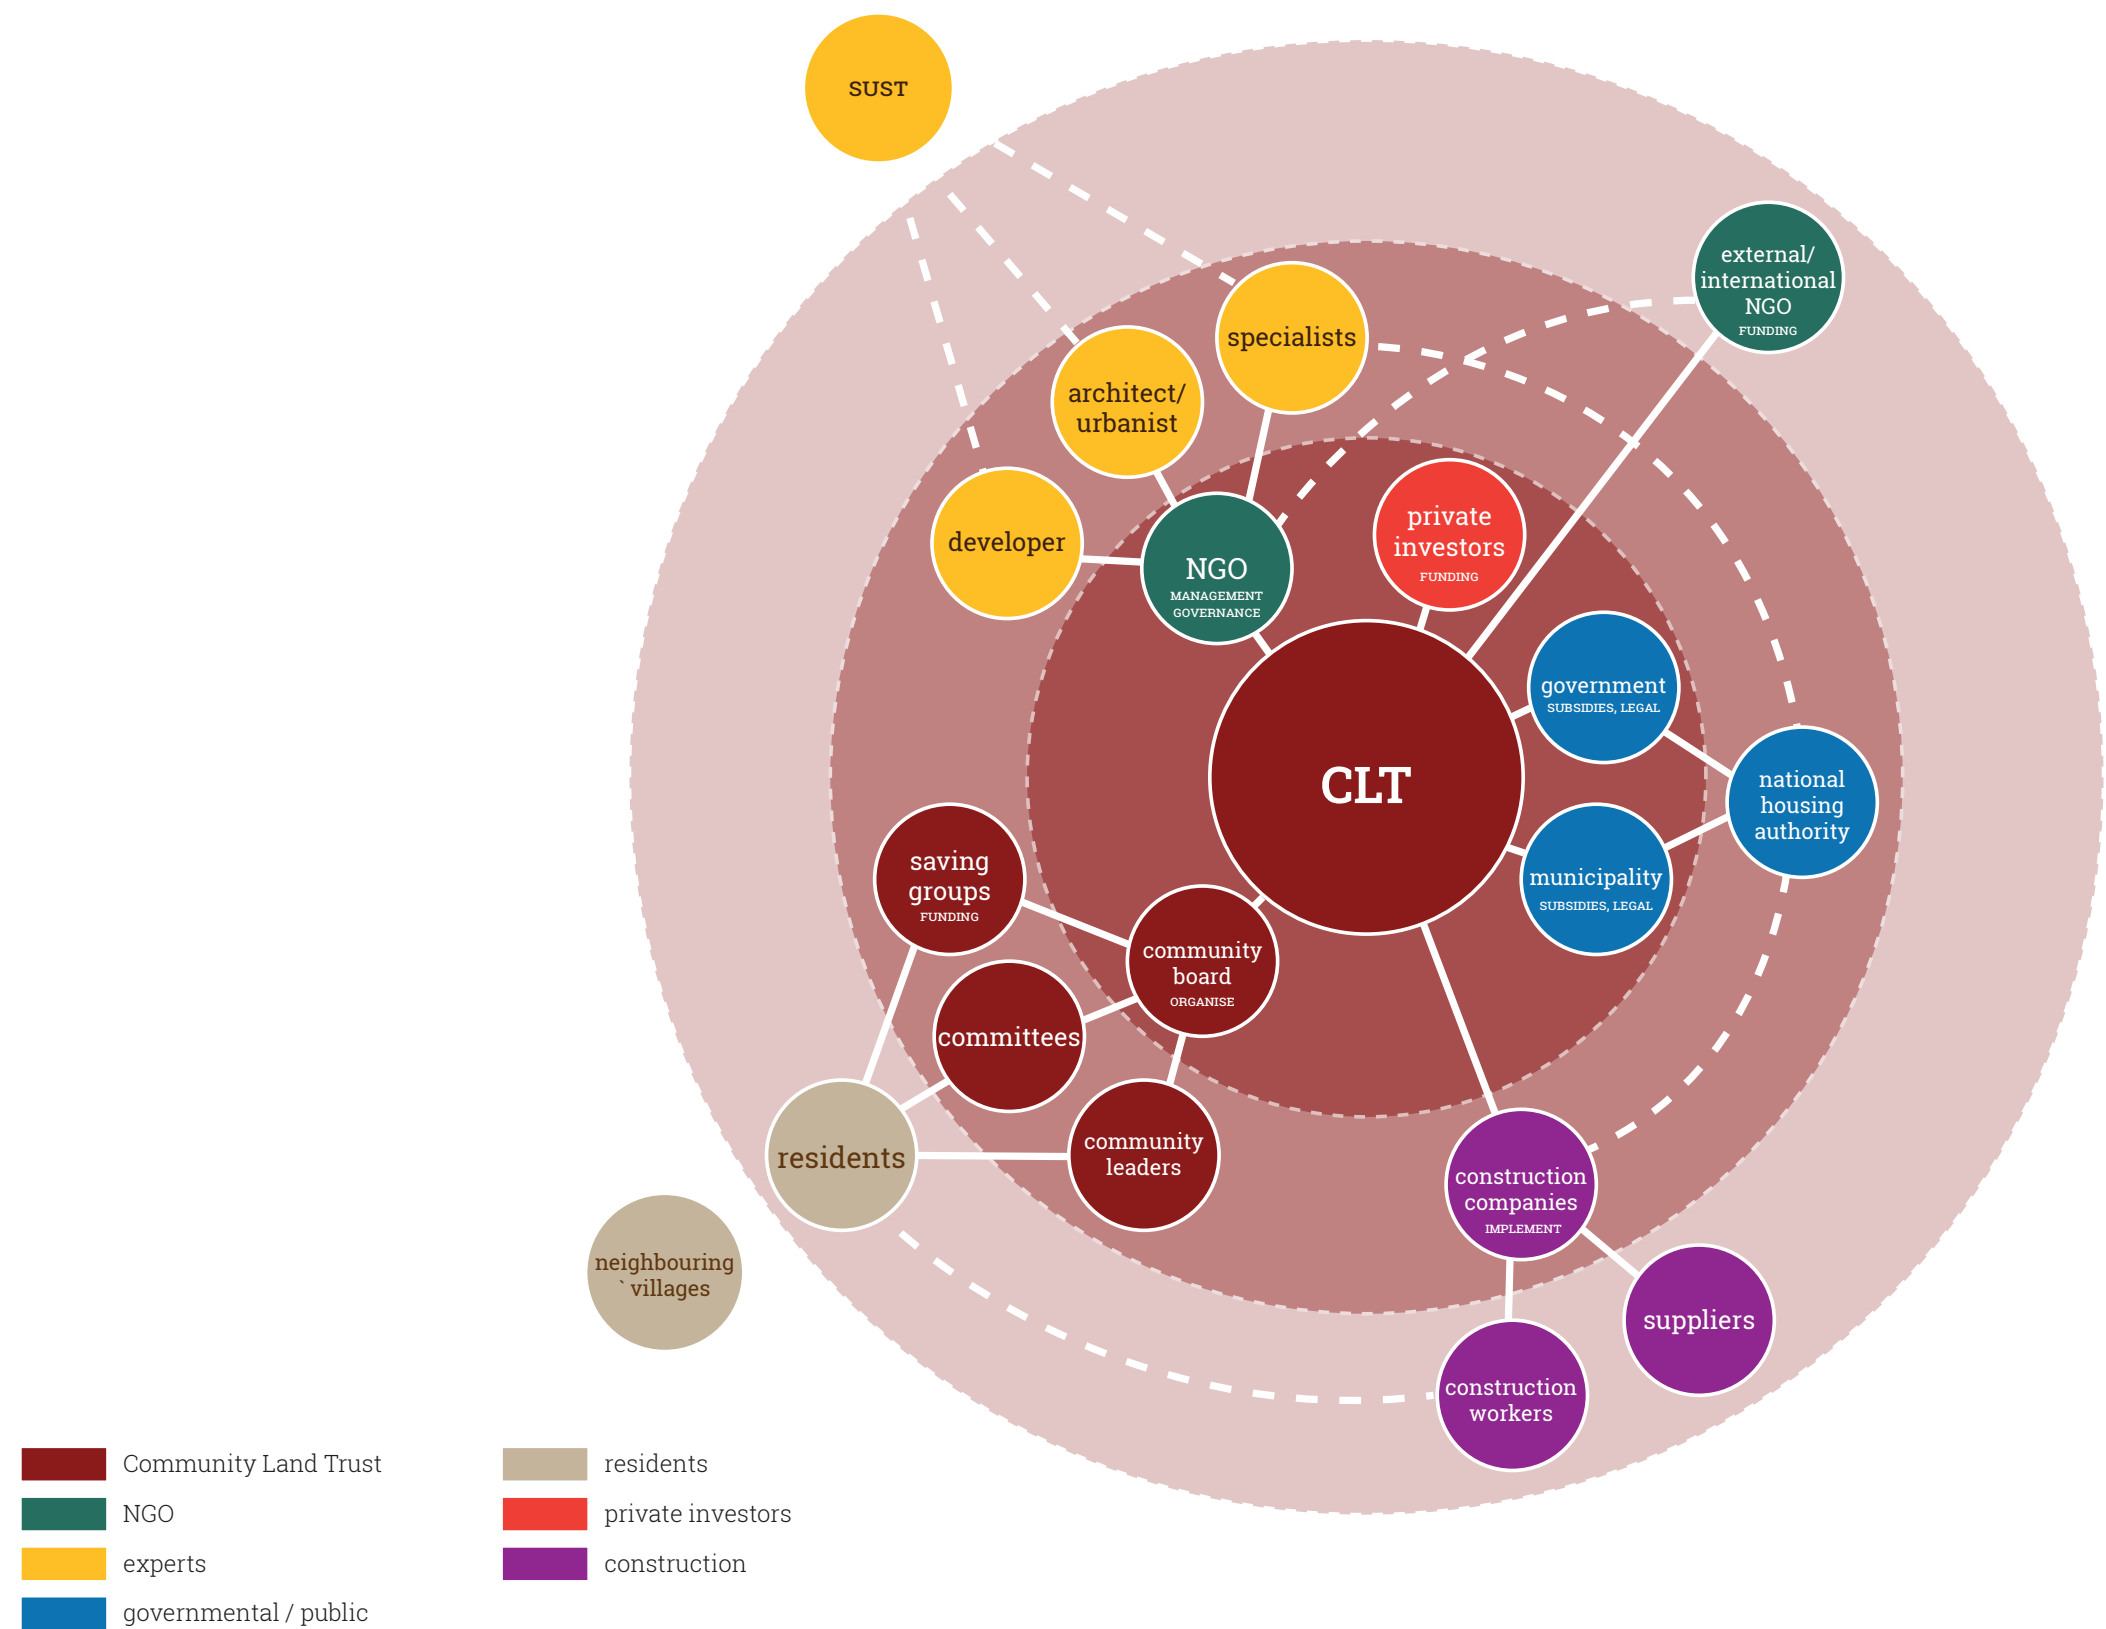 SUST
external/
international
NGO
FUNDING
specialists
architect/
urbanist
developer
NGO
MANAGEMENT
GOVERNANCE
private
investors
FUNDING
government
SUBSIDIES, LEGAL
CLT
national
housing
authority
saving
groups
FUNDING
municipality
SUBSIDIES, LEGAL
community
board
ORGANISE
committees
community
leaders
residents
construction
companies
IMPLEMENT
neighbouring
` villages
suppliers
construction
workers
Community Land Trust
NGO
experts
governmental / public
residents
private investors
construction